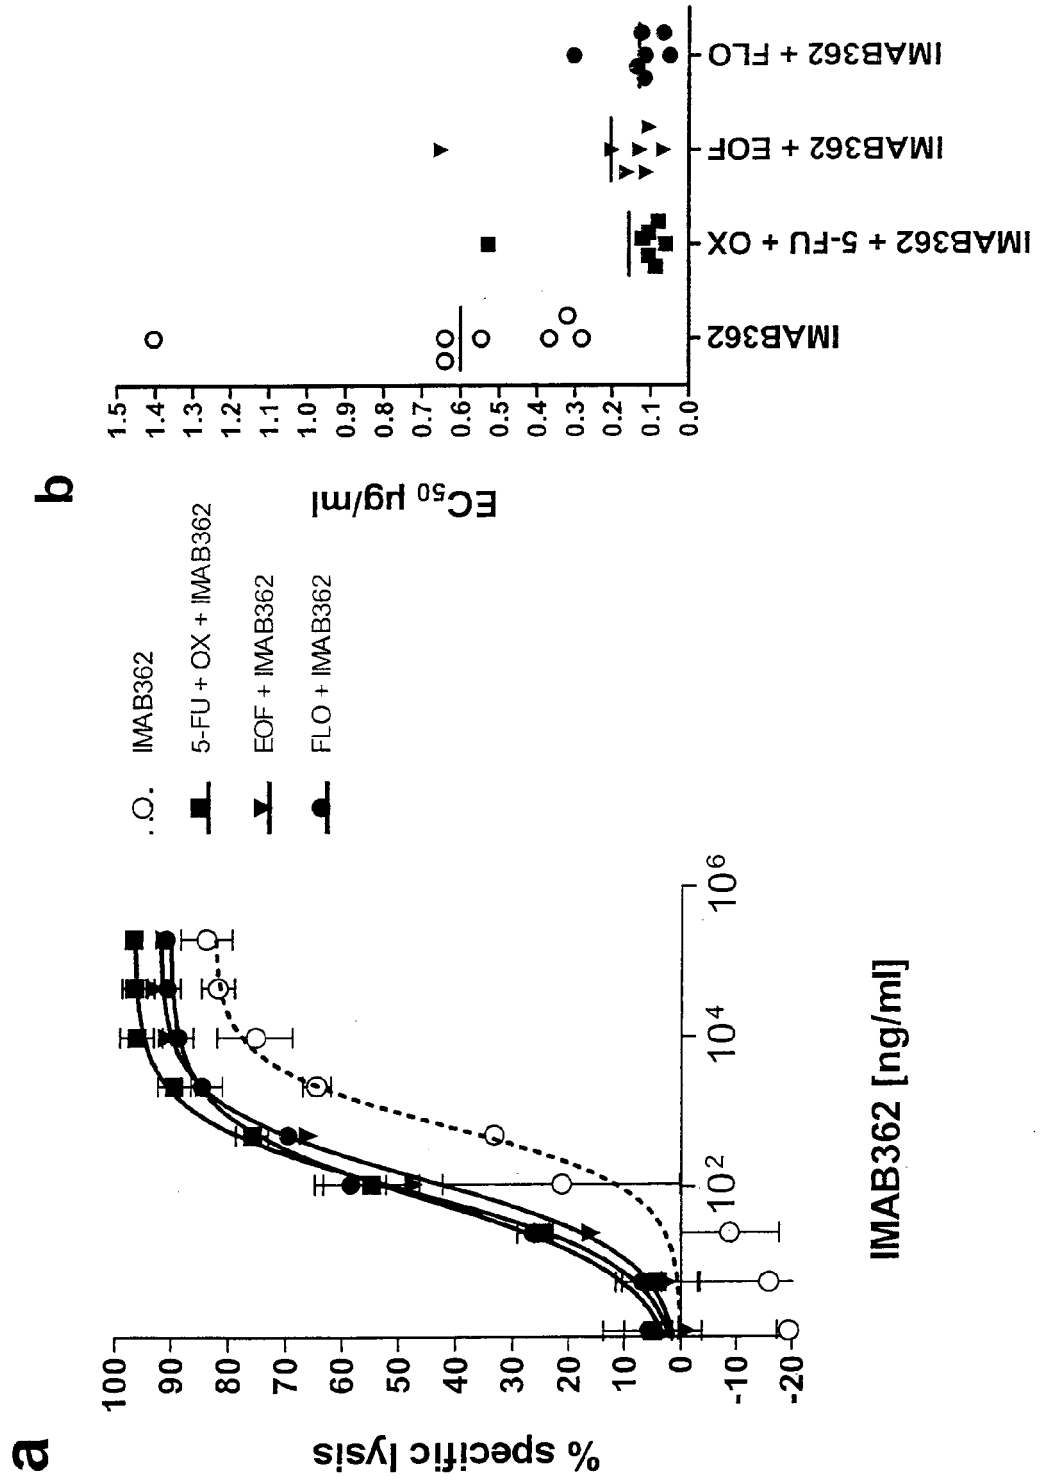 a
% specific lysis
100
90
80
70
60
50
40
30
20
10
0
-10
-20
10²
10⁴
10⁶
IMAB362 [ng/ml]
IMAB362
5-FU + OX + IMAB362
EOF + IMAB362
FLO + IMAB362
b
EC₅₀ µg/ml
1.5
1.4
1.3
1.2
1.1
1.0
0.9
0.8
0.7
0.6
0.5
0.4
0.3
0.2
0.1
0.0
IMAB362
IMAB362 + 5-FU + OX
IMAB362 + EOF
IMAB362 + FLO